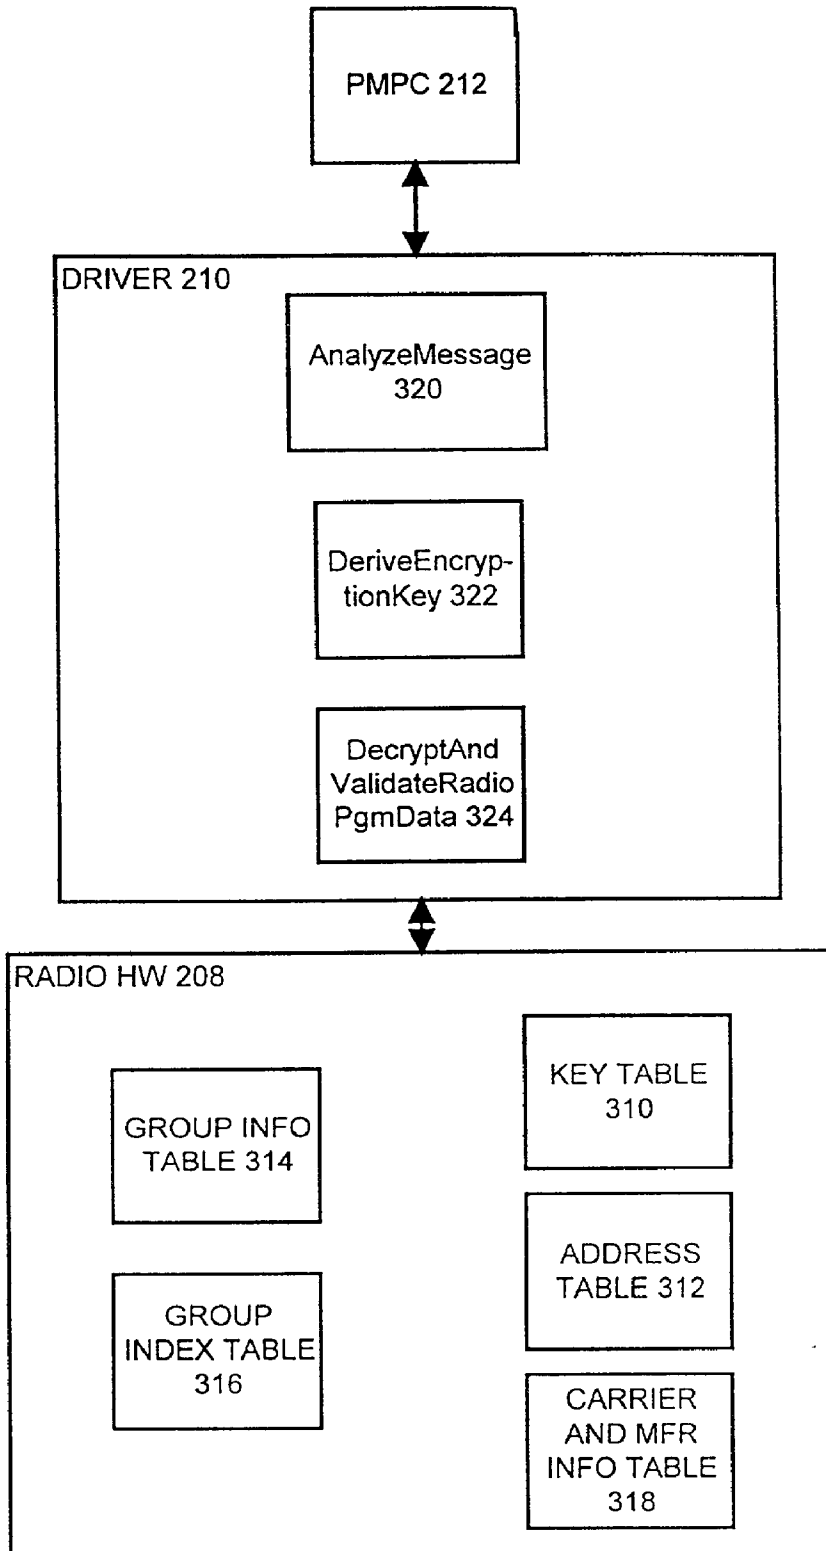 PMPC 212
DRIVER 210
AnalyzeMessage
320
DeriveEncryp-
tionKey 322
DecryptAnd
ValidateRadio
PgmData 324
RADIO HW 208
GROUP INFO
TABLE 314
GROUP
INDEX TABLE
316
KEY TABLE
310
ADDRESS
TABLE 312
CARRIER
AND MFR
INFO TABLE
318